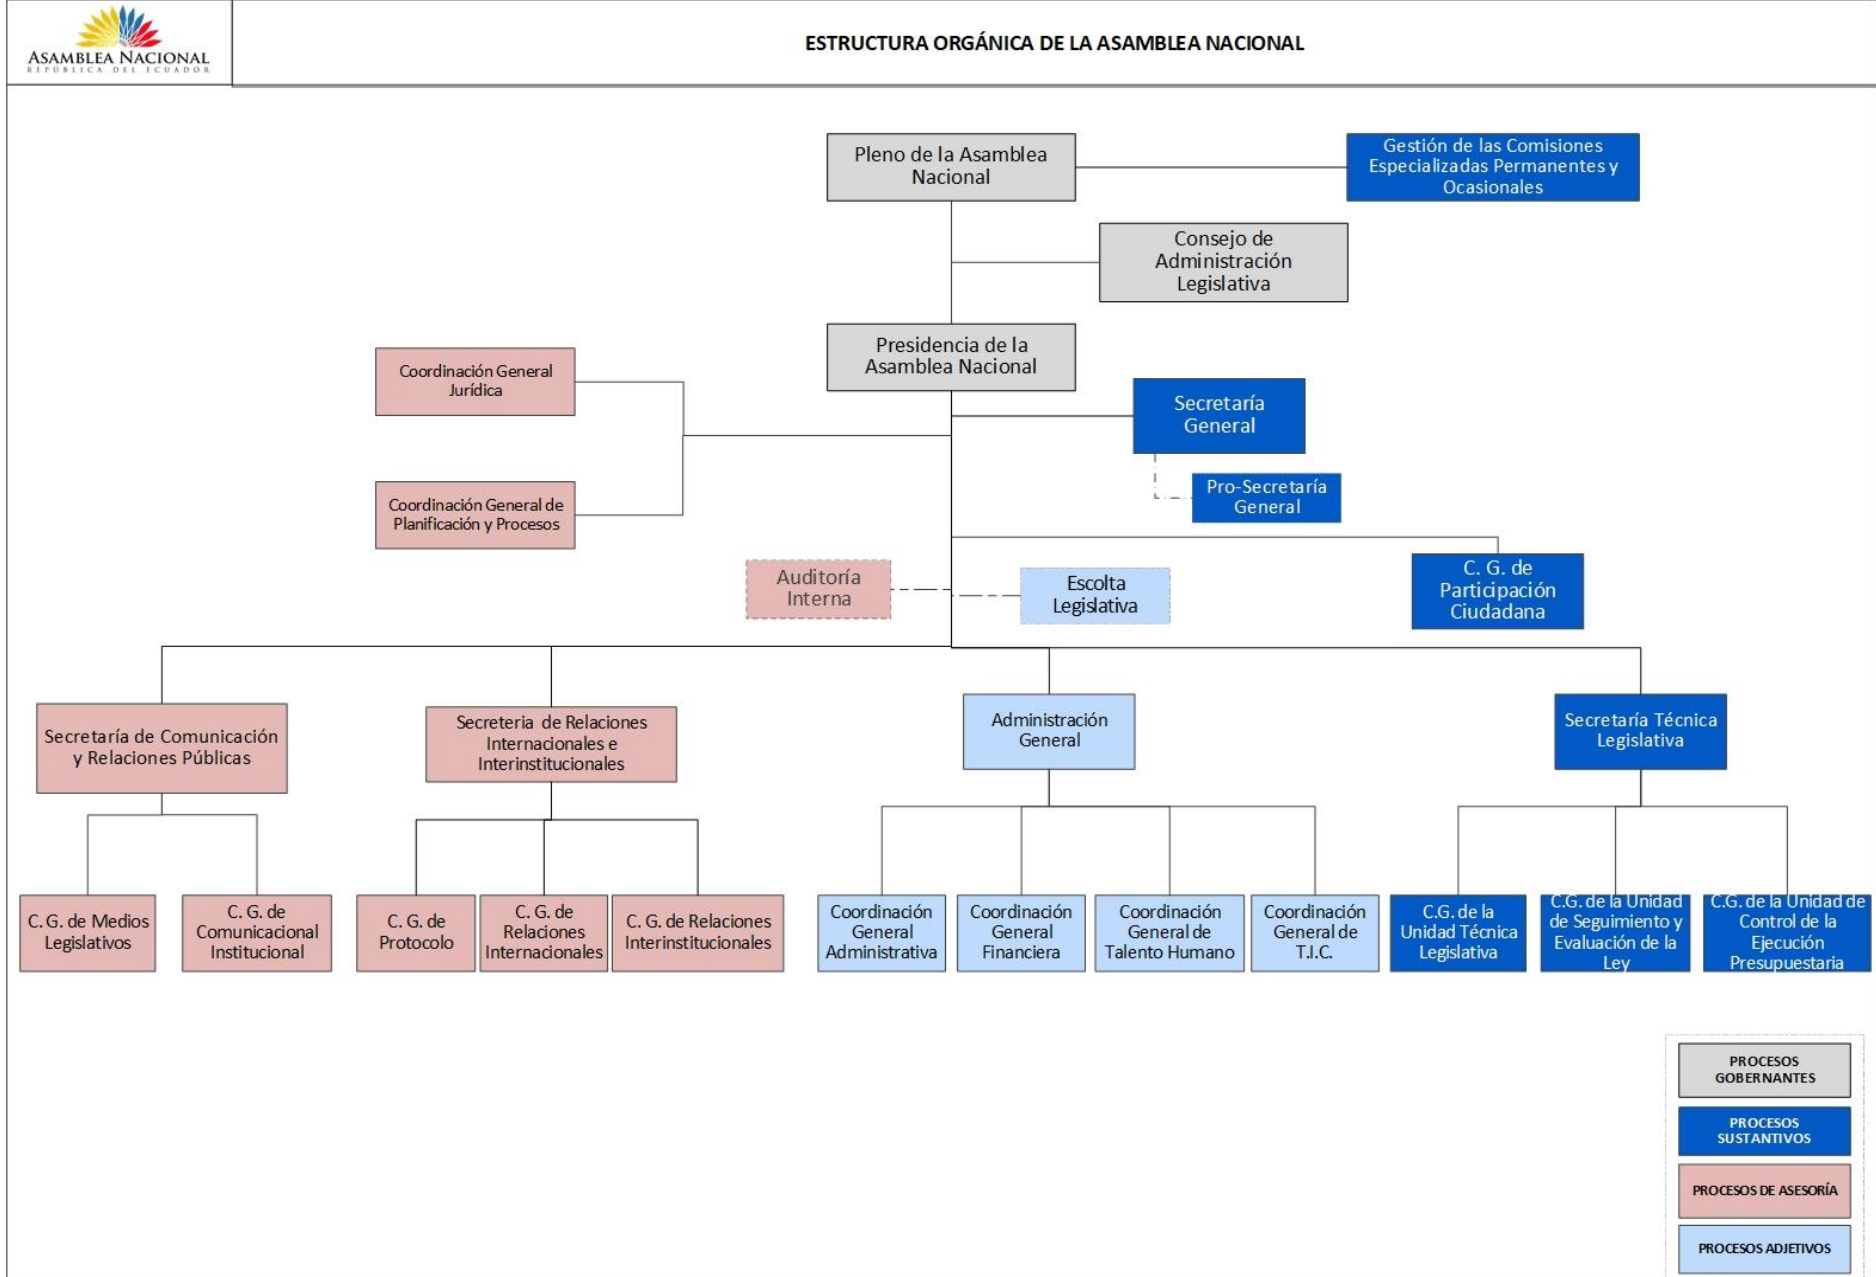 ASAMBLEA NACIONAL
REPÚBLICA DEL ECUADOR
ESTRUCTURA ORGÁNICA DE LA ASAMBLEA NACIONAL
Pleno de la Asamblea
Nacional
Gestión de las Comisiones
Especializadas Permanentes y
Ocasionales
Consejo de
Administración
Legislativa
Presidencia de la
Asamblea Nacional
Coordinación General
Jurídica
Secretaría
General
Coordinación General de
Planificación y Procesos
Pro-Secretaría
General
Auditoría
Interna
Escolta
Legislativa
C. G. de
Participación
Ciudadana
Secretaría de Comunicación
y Relaciones Públicas
Secreteria de Relaciones
Internacionales e
Interinstitucionales
Administración
General
Secretaría Técnica
Legislativa
C. G. de Medios
Legislativos
C. G. de
Comunicacional
Institucional
C. G. de
Protocolo
C. G. de
Relaciones
Internacionales
C. G. de Relaciones
Interinstitucionales
Coordinación
General
Administrativa
Coordinación
General
Financiera
Coordinación
General de
Talento Humano
Coordinación
General de
T.I.C.
C.G. de la
Unidad Técnica
Legislativa
C.G. de la Unidad
de Seguimiento y
Evaluación de la
Ley
C.G. de la Unidad de
Control de la
Ejecución
Presupuestaria
PROCESOS
GOBERNANTES
PROCESOS
SUSTANTIVOS
PROCESOS DE ASESORÍA
PROCESOS ADJETIVOS